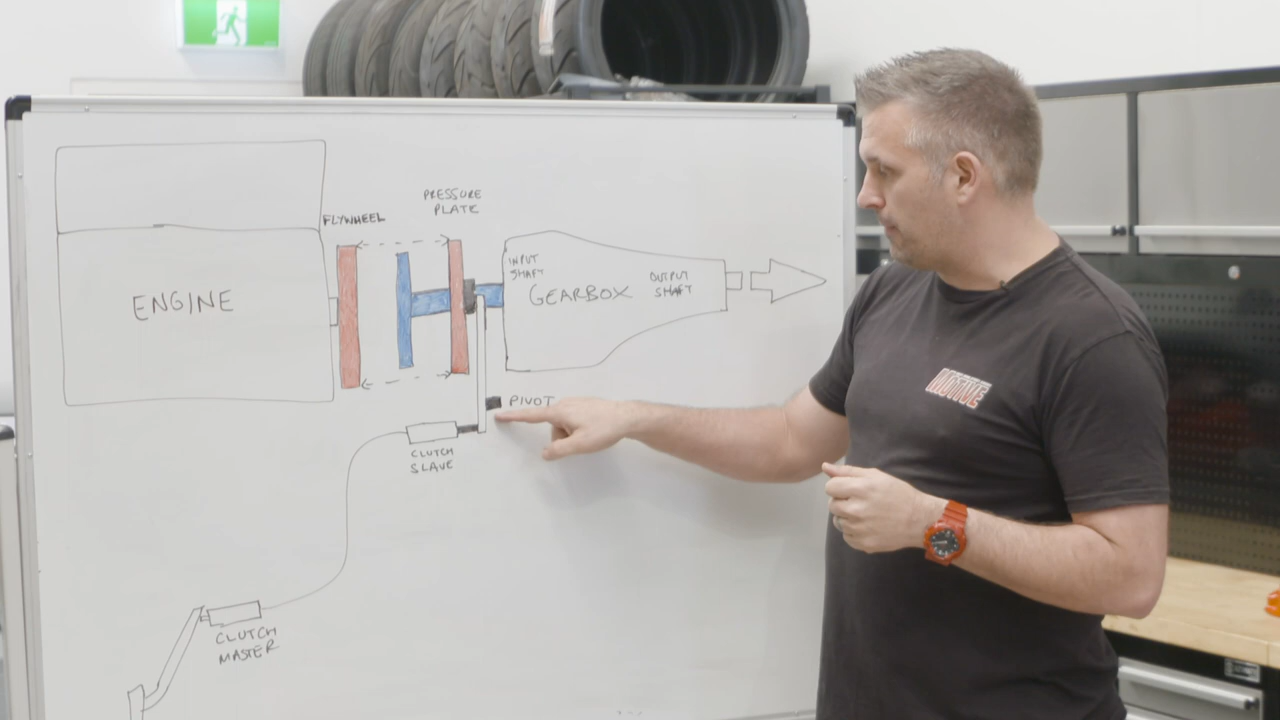 FLYWHEEL
PRESSURE
PLATE
ENGINE
INPUT
SHAFT
GEARBOX
OUTPUT
SHAFT
PIVOT
CLUTCH
SLAVE
CLUTCH
MASTER
MOTIVE